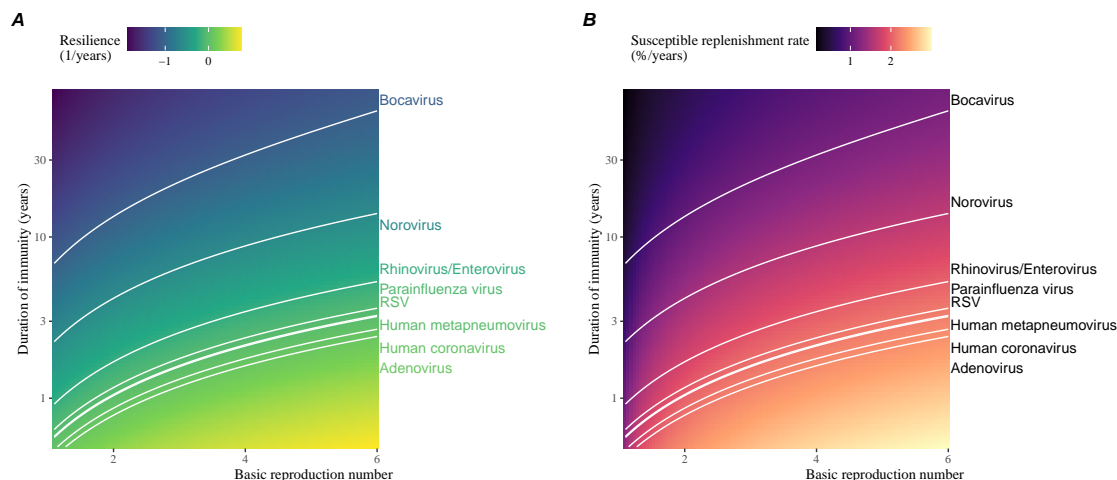 A
Resilience
(1/years)
−1 0
Bocavirus
Norovirus
Rhinovirus/Enterovirus
Parainfluenza virus
RSV
Human metapneumovirus
Human coronavirus
Adenovirus
Duration of immunity (years)
30
10
3
1
2 4 6
Basic reproduction number
B
Susceptible replenishment rate
(%/years)
1 2
Bocavirus
Norovirus
Rhinovirus/Enterovirus
Parainfluenza virus
RSV
Human metapneumovirus
Human coronavirus
Adenovirus
Duration of immunity (years)
30
10
3
1
2 4 6
Basic reproduction number